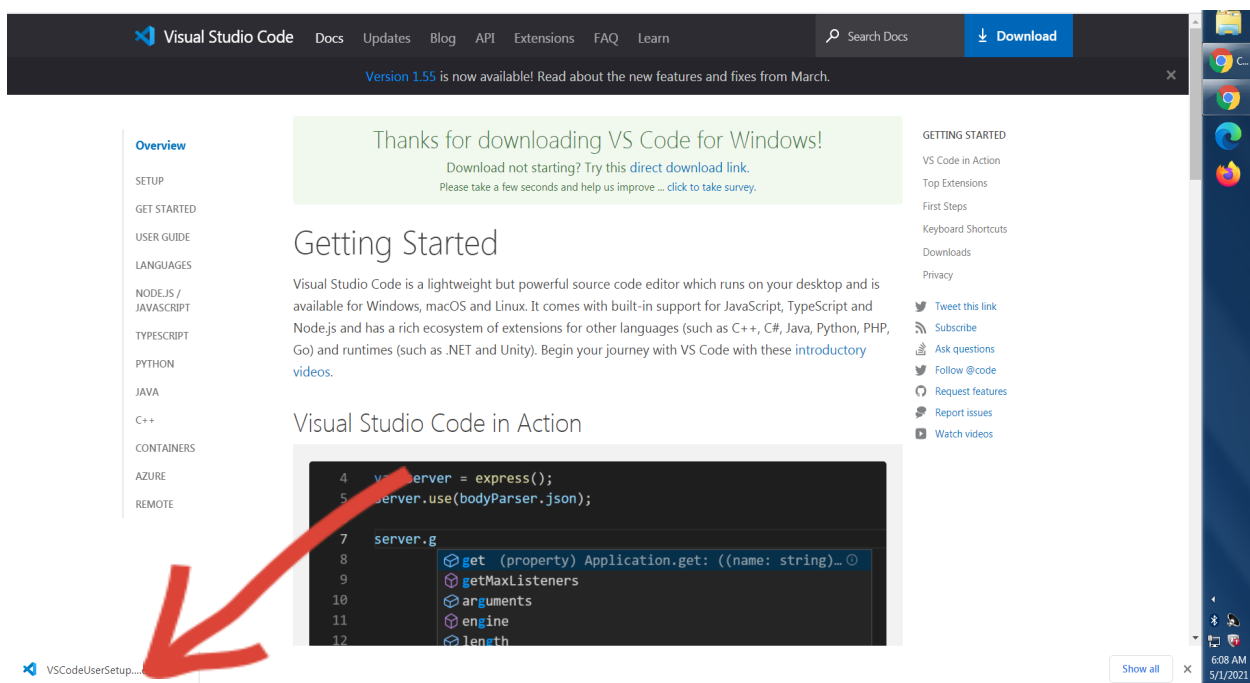 Visual Studio Code Docs Updates Blog API Extensions FAQ Learn Search Docs Download
Version 1.55 is now available! Read about the new features and fixes from March.
Overview
SETUP
GET STARTED
USER GUIDE
LANGUAGES
NODE.JS /
JAVASCRIPT
TYPESCRIPT
PYTHON
JAVA
C++
CONTAINERS
AZURE
REMOTE
Thanks for downloading VS Code for Windows!
Download not starting? Try this direct download link.
Please take a few seconds and help us improve ... click to take survey.
Getting Started
Visual Studio Code is a lightweight but powerful source code editor which runs on your desktop and is
available for Windows, macOS and Linux. It comes with built-in support for JavaScript, TypeScript and
Node.js and has a rich ecosystem of extensions for other languages (such as C++, C#, Java, Python, PHP,
Go) and runtimes (such as .NET and Unity). Begin your journey with VS Code with these introductory
videos.
Visual Studio Code in Action
4 server = express();
5 server.use(bodyParser.json);
7 server.g
8 get (property) Application.get: ((name: string)…
9 getMaxListeners
10 arguments
11 engine
12 length
GETTING STARTED
VS Code in Action
Top Extensions
First Steps
Keyboard Shortcuts
Downloads
Privacy
Tweet this link
Subscribe
Ask questions
Follow @code
Request features
Report issues
Watch videos
C...
VSCodeUserSetup....
Show all
6:08 AM
5/1/2021